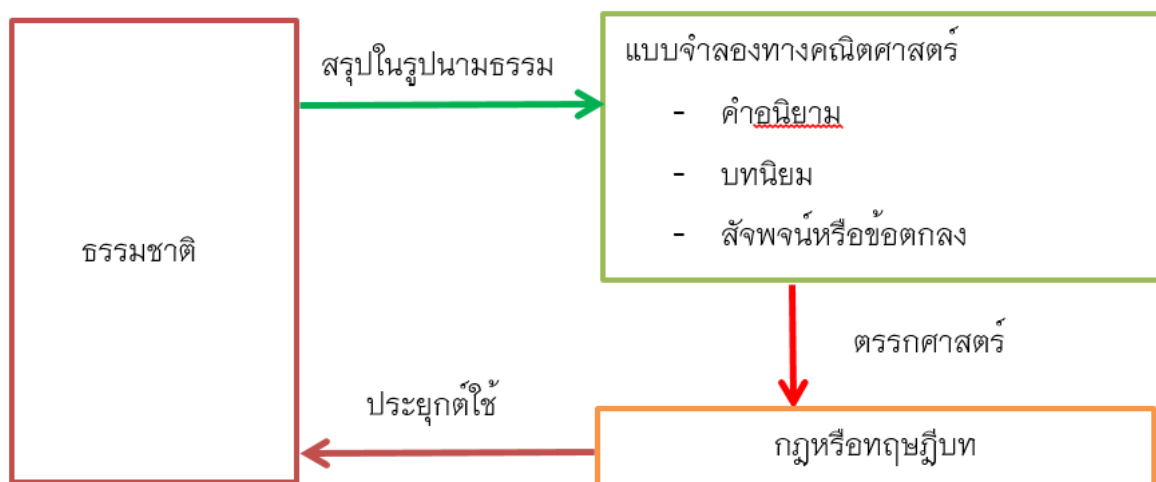 สรุปในรูปนามธรรม
แบบจำลองทางคณิตศาสตร์
- คำอนิยาม
- บทนิยม
- สัจพจน์หรือข้อตกลง
ธรรมชาติ
ตรรกศาสตร์
ประยุกต์ใช้
กฎหรือทฤษฎีบท